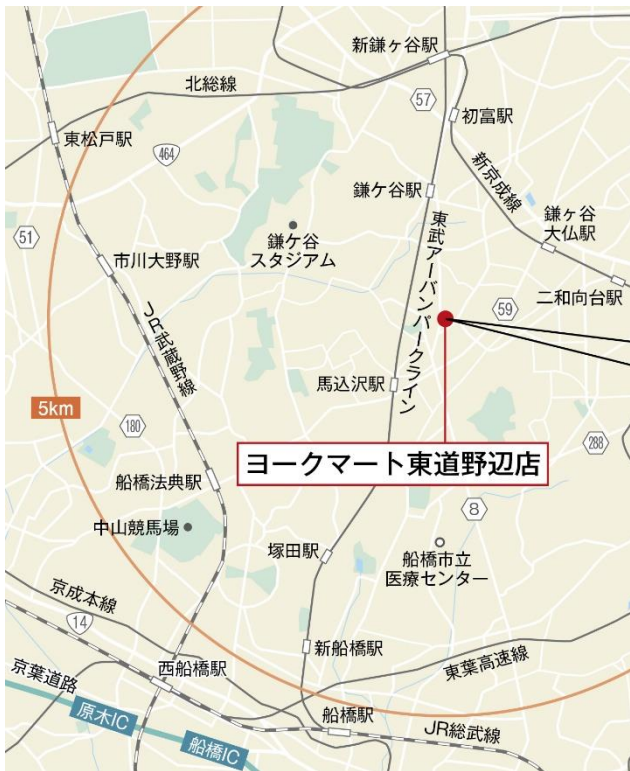 新鎌ヶ谷駅
北総線
57
初富駅
東松戸駅
464
鎌ケ谷駅
新京成線
鎌ヶ谷
大仏駅
51
鎌ケ谷
スタジアム
東武アーバンパークライン
市川大野駅
二和向台駅
59
JR武蔵野線
馬込沢駅
5km
180
288
ヨークマート東道野辺店
船橋法典駅
8
中山競馬場
塚田駅
船橋市立
医療センター
京成本線
14
新船橋駅
東葉高速線
京葉道路
西船橋駅
原木IC
船橋駅
船橋IC
JR総武線